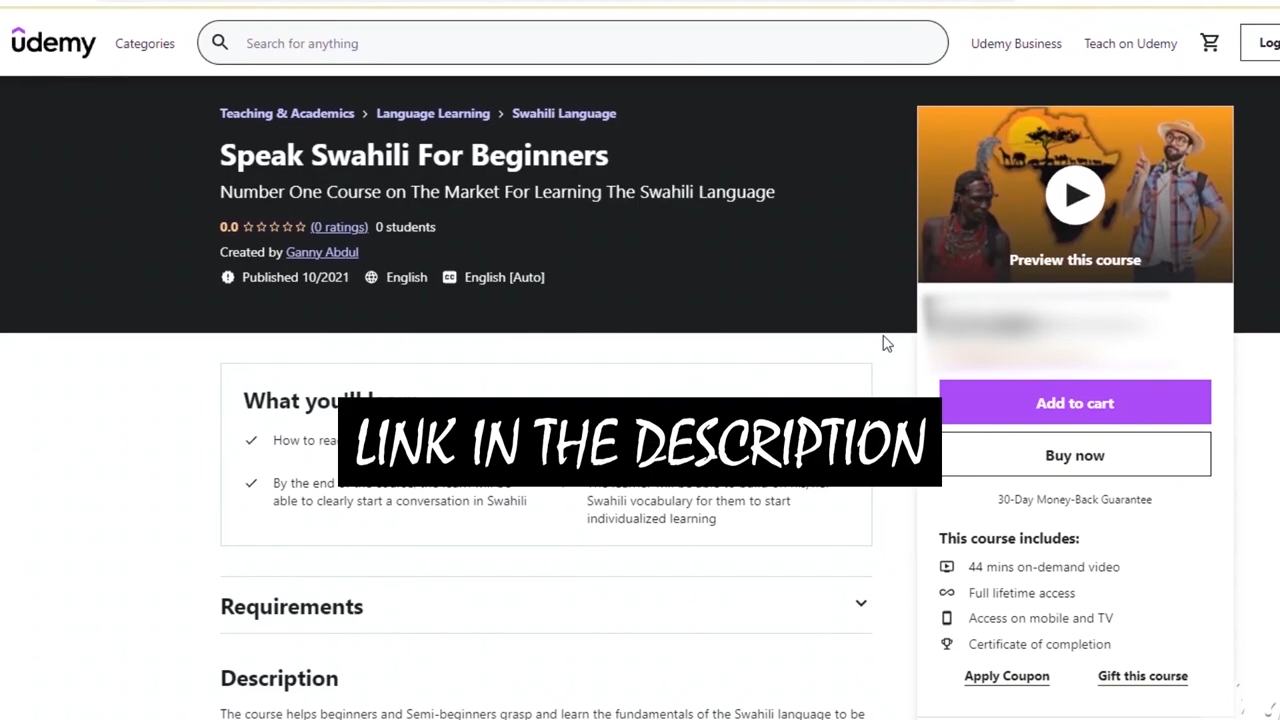 ûdemy
Categories
Search for anything
Udemy Business
Teach on Udemy
Log
Teaching & Academics > Language Learning > Swahili Language
Speak Swahili For Beginners
Number One Course on The Market For Learning The Swahili Language
0.0 (0 ratings) 0 students
Created by Ganny Abdul
Published 10/2021 English CC English [Auto]
Preview this course
What you'll
How to
LINK IN THE DESCRIPTION
By the end
able to clearly start a conversation in Swahili
Swahili vocabulary for them to start
individualized learning
Add to cart
Buy now
30-Day Money-Back Guarantee
This course includes:
44 mins on-demand video
Full lifetime access
Access on mobile and TV
Certificate of completion
Apply Coupon Gift this course
Requirements
Description
The course helps beginners and Semi-beginners grasp and learn the fundamentals of the Swahili language to be